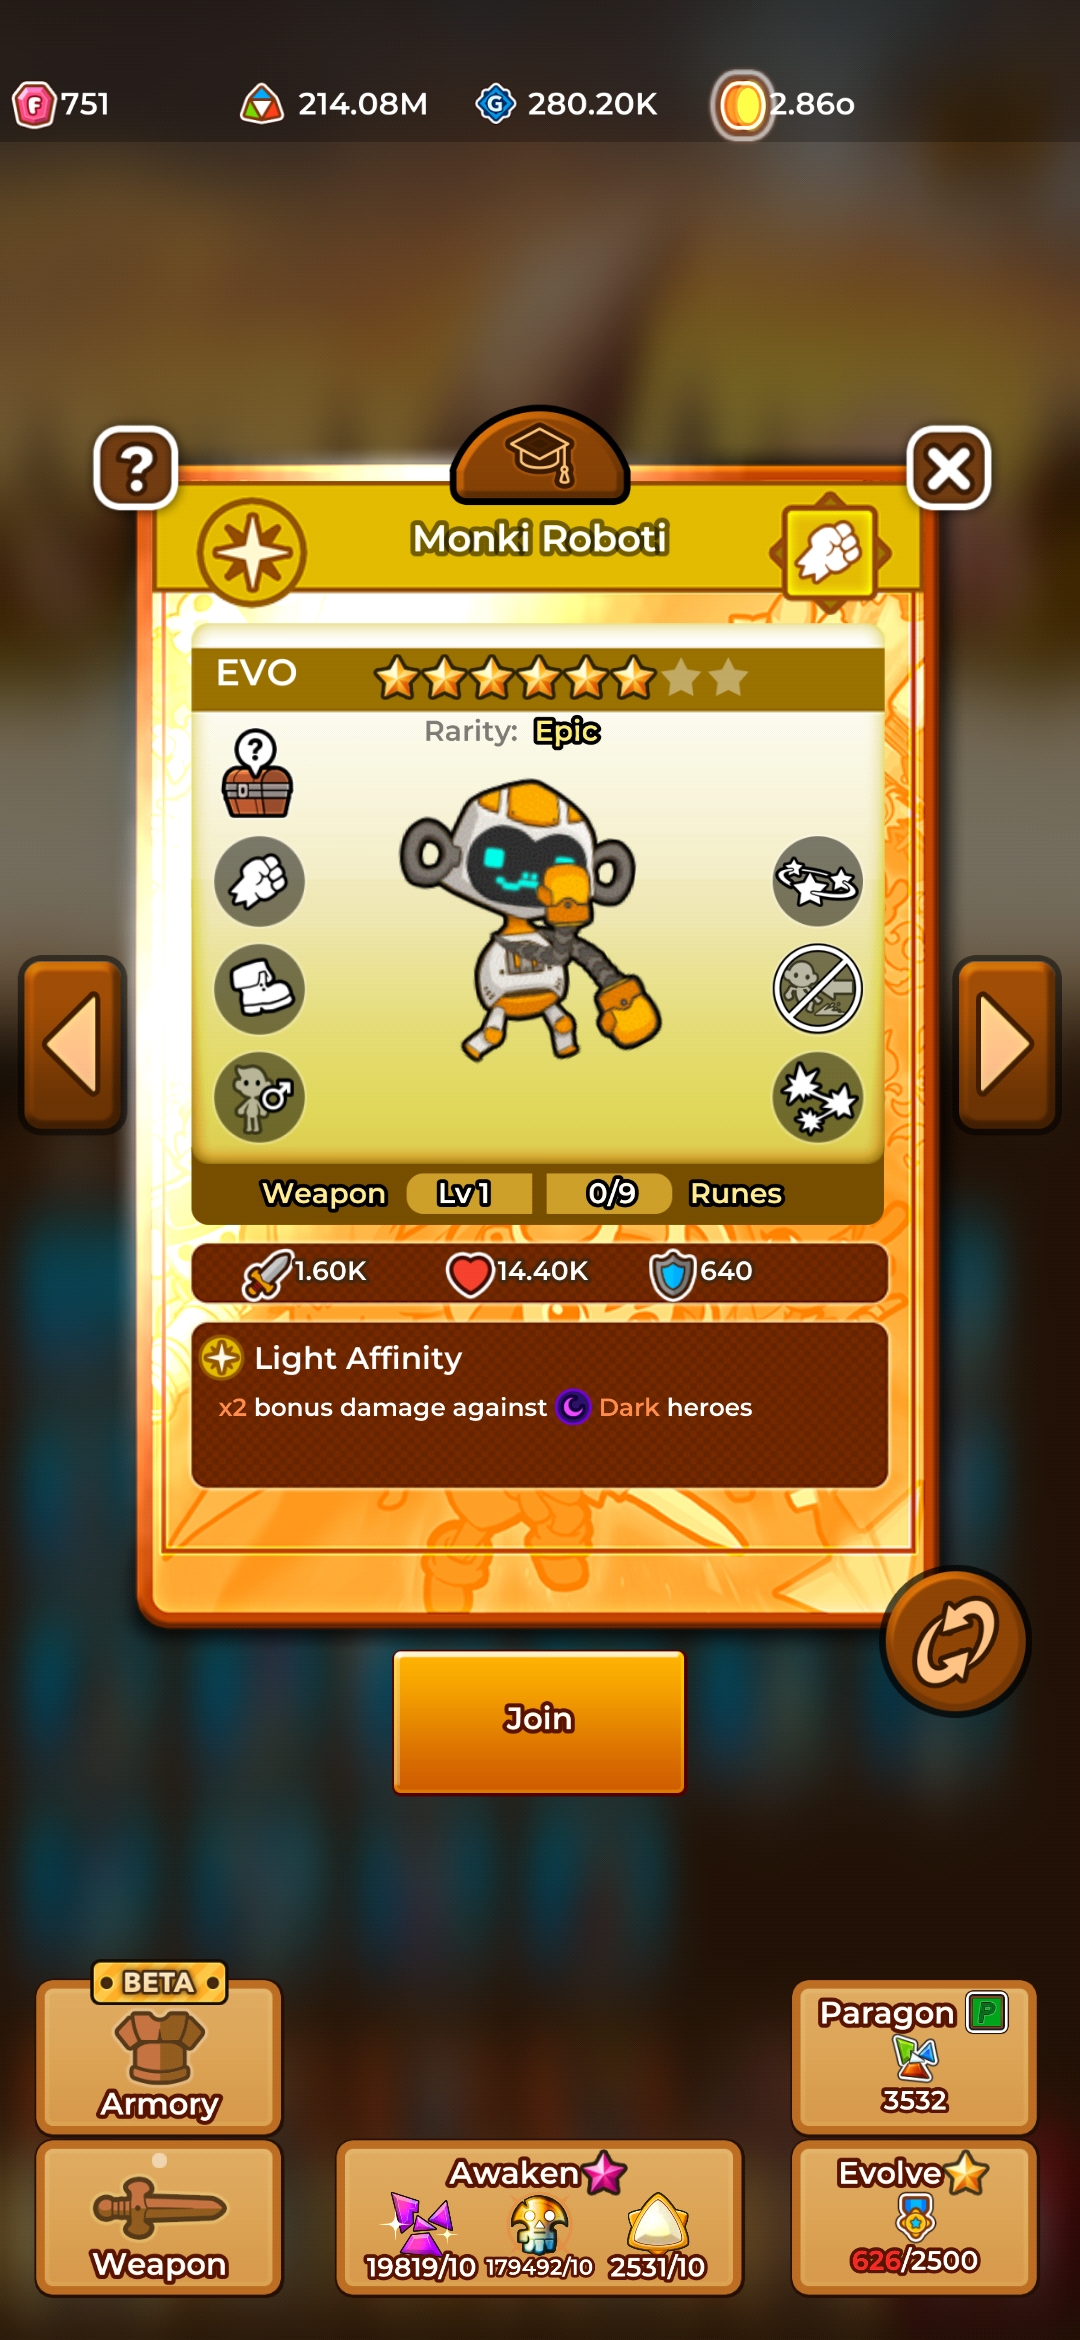 751 214.08M 280.20K 2.86o
Monki Roboti
EVO
Rarity: Epic
Weapon Lv1 0/9 Runes
1.60K 14.40K 640
Light Affinity
x2 bonus damage against Dark heroes
Join
BETA
Armory
Paragon P
3532
Weapon
Awaken
19819/10 179492/10 2531/10
Evolve
626/2500